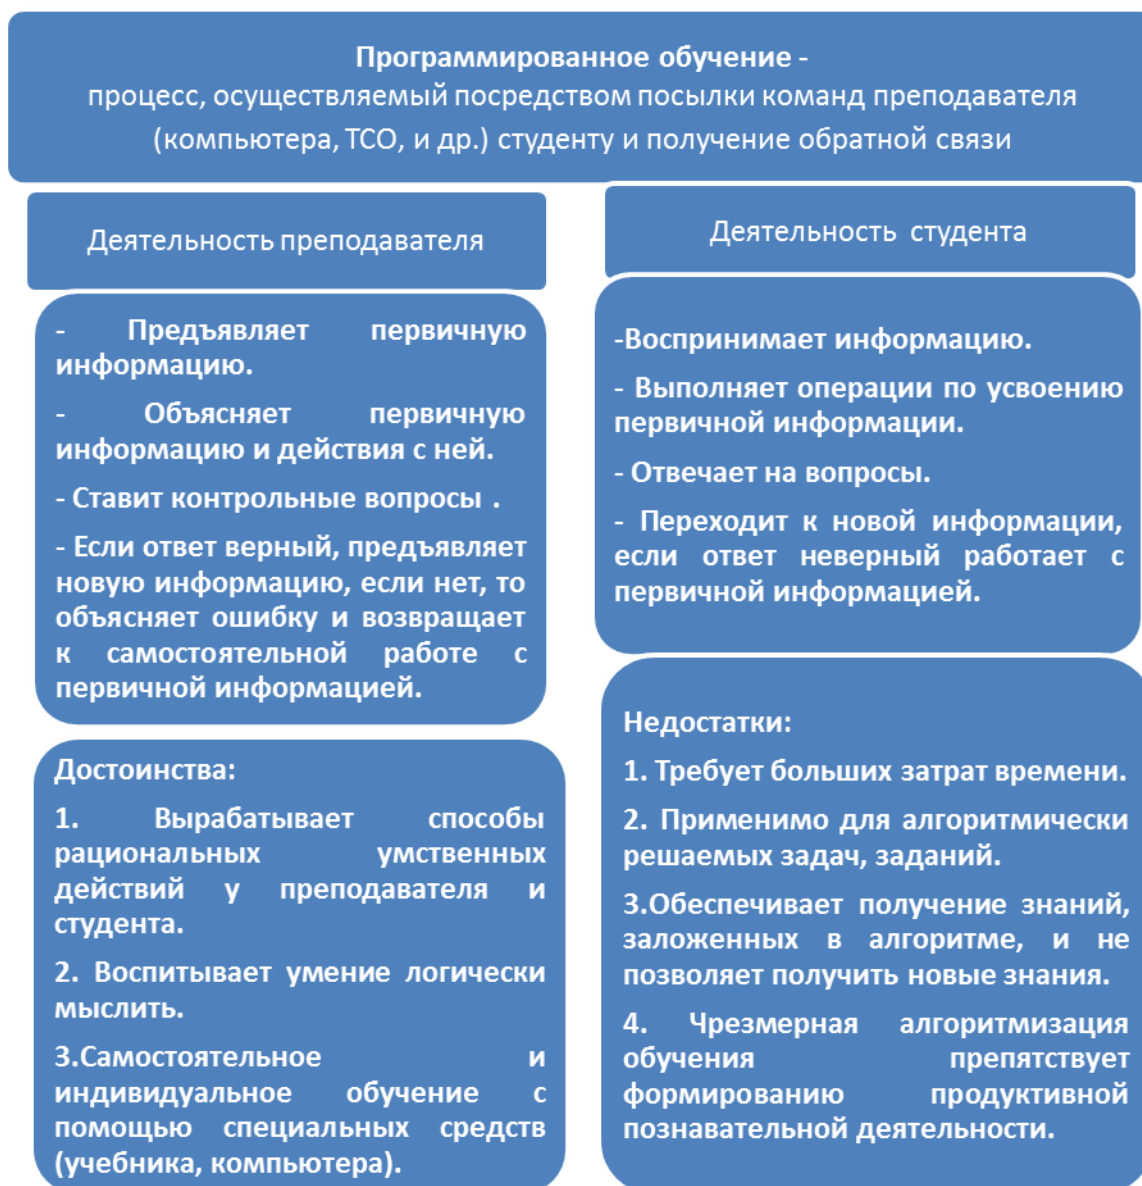 Программированное обучение -
процесс, осуществляемый посредством посылки команд преподавателя
(компьютера, ТСО, и др.) студенту и получение обратной связи
Деятельность преподавателя
- Предъявляет первичную
информацию.
- Объясняет первичную
информацию и действия с ней.
- Ставит контрольные вопросы .
- Если ответ верный, предъявляет
новую информацию, если нет, то
объясняет ошибку и возвращает
к самостоятельной работе с
первичной информацией.
Деятельность студента
-Воспринимает информацию.
- Выполняет операции по усвоению
первичной информации.
- Отвечает на вопросы.
- Переходит к новой информации,
если ответ неверный работает с
первичной информацией.
Достоинства:
1. Вырабатывает способы
рациональных умственных
действий у преподавателя и
студента.
2. Воспитывает умение логически
мыслить.
3.Самостоятельное и
индивидуальное обучение с
помощью специальных средств
(учебника, компьютера).
Недостатки:
1. Требует больших затрат времени.
2. Применимо для алгоритмически
решаемых задач, заданий.
3.Обеспечивает получение знаний,
заложенных в алгоритме, и не
позволяет получить новые знания.
4. Чрезмерная алгоритмизация
обучения препятствует
формированию продуктивной
познавательной деятельности.